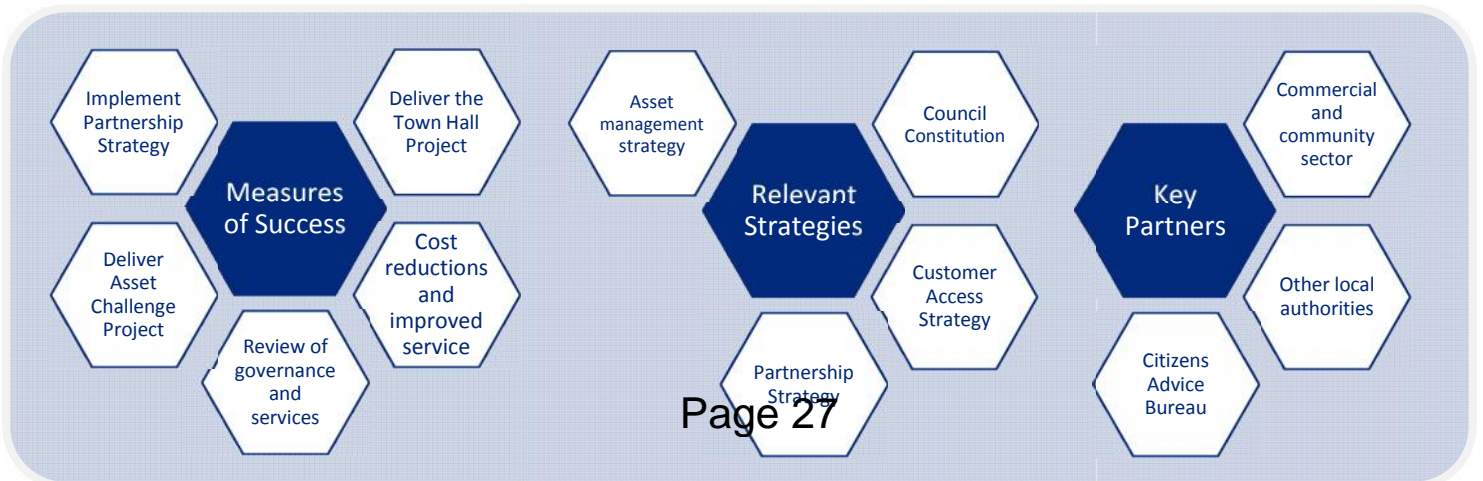 Implement
Partnership
Strategy
Deliver the
Town Hall
Project
Measures
of Success
Deliver
Asset
Challenge
Project
Cost
reductions
and
improved
service
Review of
governance
and
services
Asset
management
strategy
Council
Constitution
Relevant
Strategies
Customer
Access
Strategy
Partnership
Strategy
Commercial
and
community
sector
Key
Partners
Other local
authorities
Citizens
Advice
Bureau
Page 27